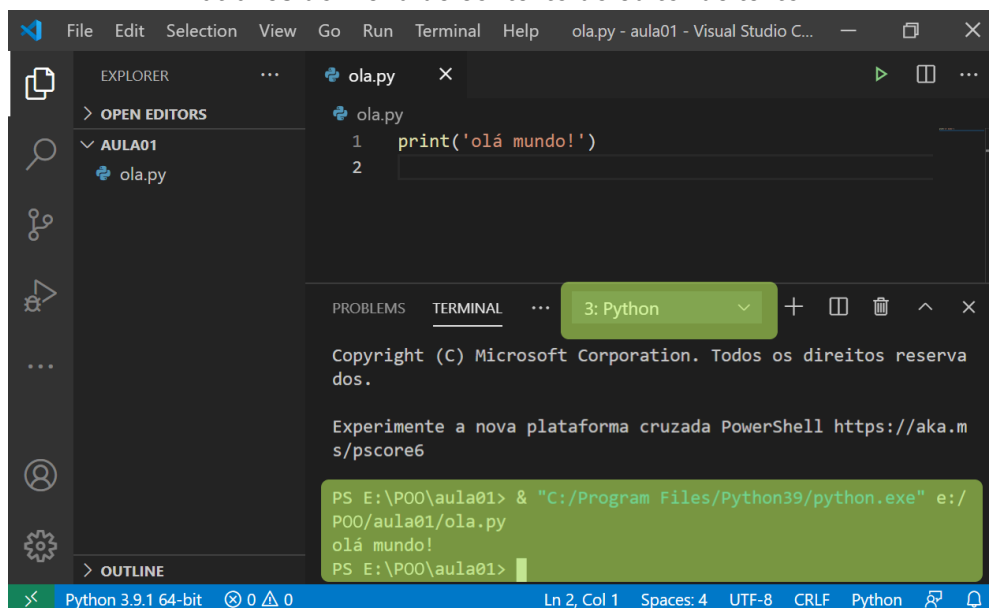 File Edit Selection View Go Run Terminal Help ola.py - aula01 - Visual Studio C...
EXPLORER
OPEN EDITORS
AULA01
ola.py
OUTLINE
ola.py
ola.py
1 print('olá mundo!')
2
PROBLEMS TERMINAL ... 3: Python
Copyright (C) Microsoft Corporation. Todos os direitos reserva
dos.
Experimente a nova plataforma cruzada PowerShell https://aka.m
s/pscore6
PS E:\POO\aula01> & "C:/Program Files/Python39/python.exe" e:/
POO/aula01/ola.py
olá mundo!
PS E:\POO\aula01>
Python 3.9.1 64-bit 0 0 Ln 2, Col 1 Spaces: 4 UTF-8 CRLF Python